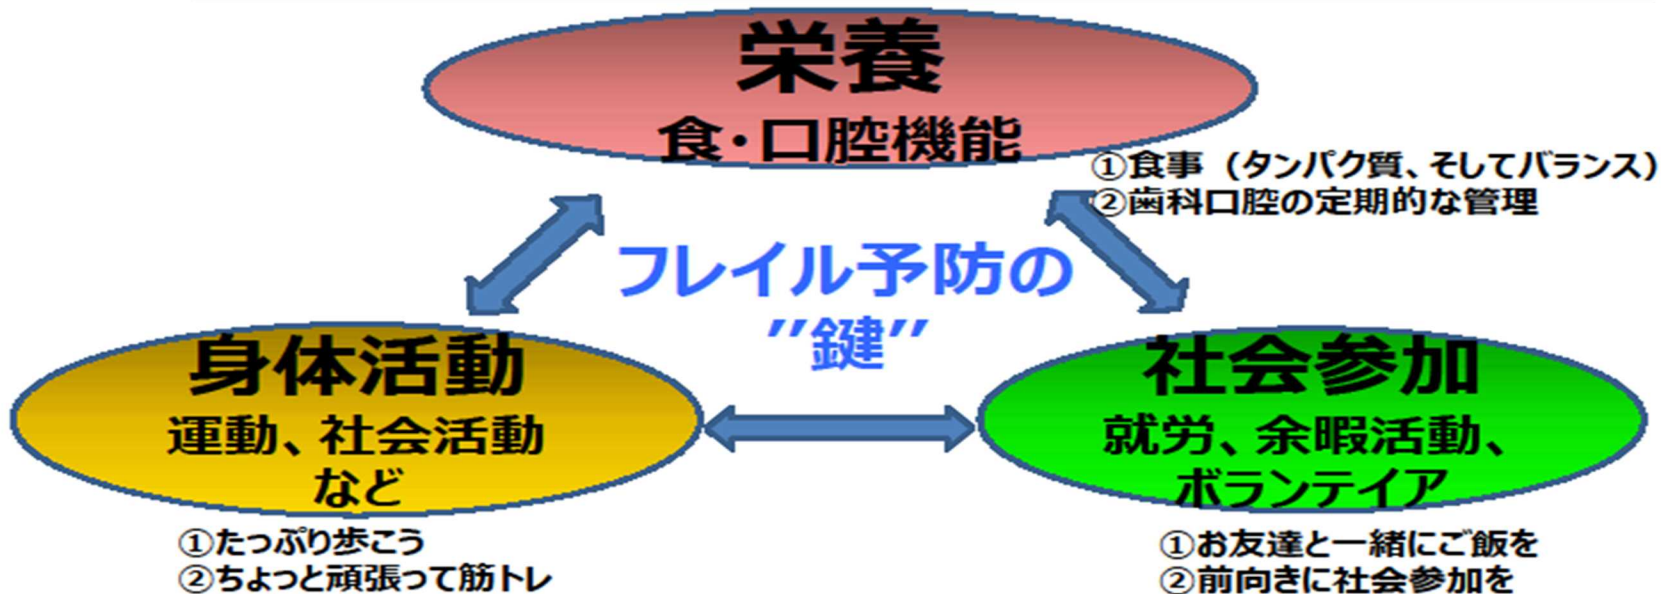 栄養
食・口腔機能
①食事（タンパク質、そしてバランス）
②歯科口腔の定期的な管理
フレイル予防の
”鍵”
身体活動
運動、社会活動
など
①たっぷり歩こう
②ちょっと頑張って筋トレ
社会参加
就労、余暇活動、
ボランテイア
①お友達と一緒にご飯を
②前向きに社会参加を